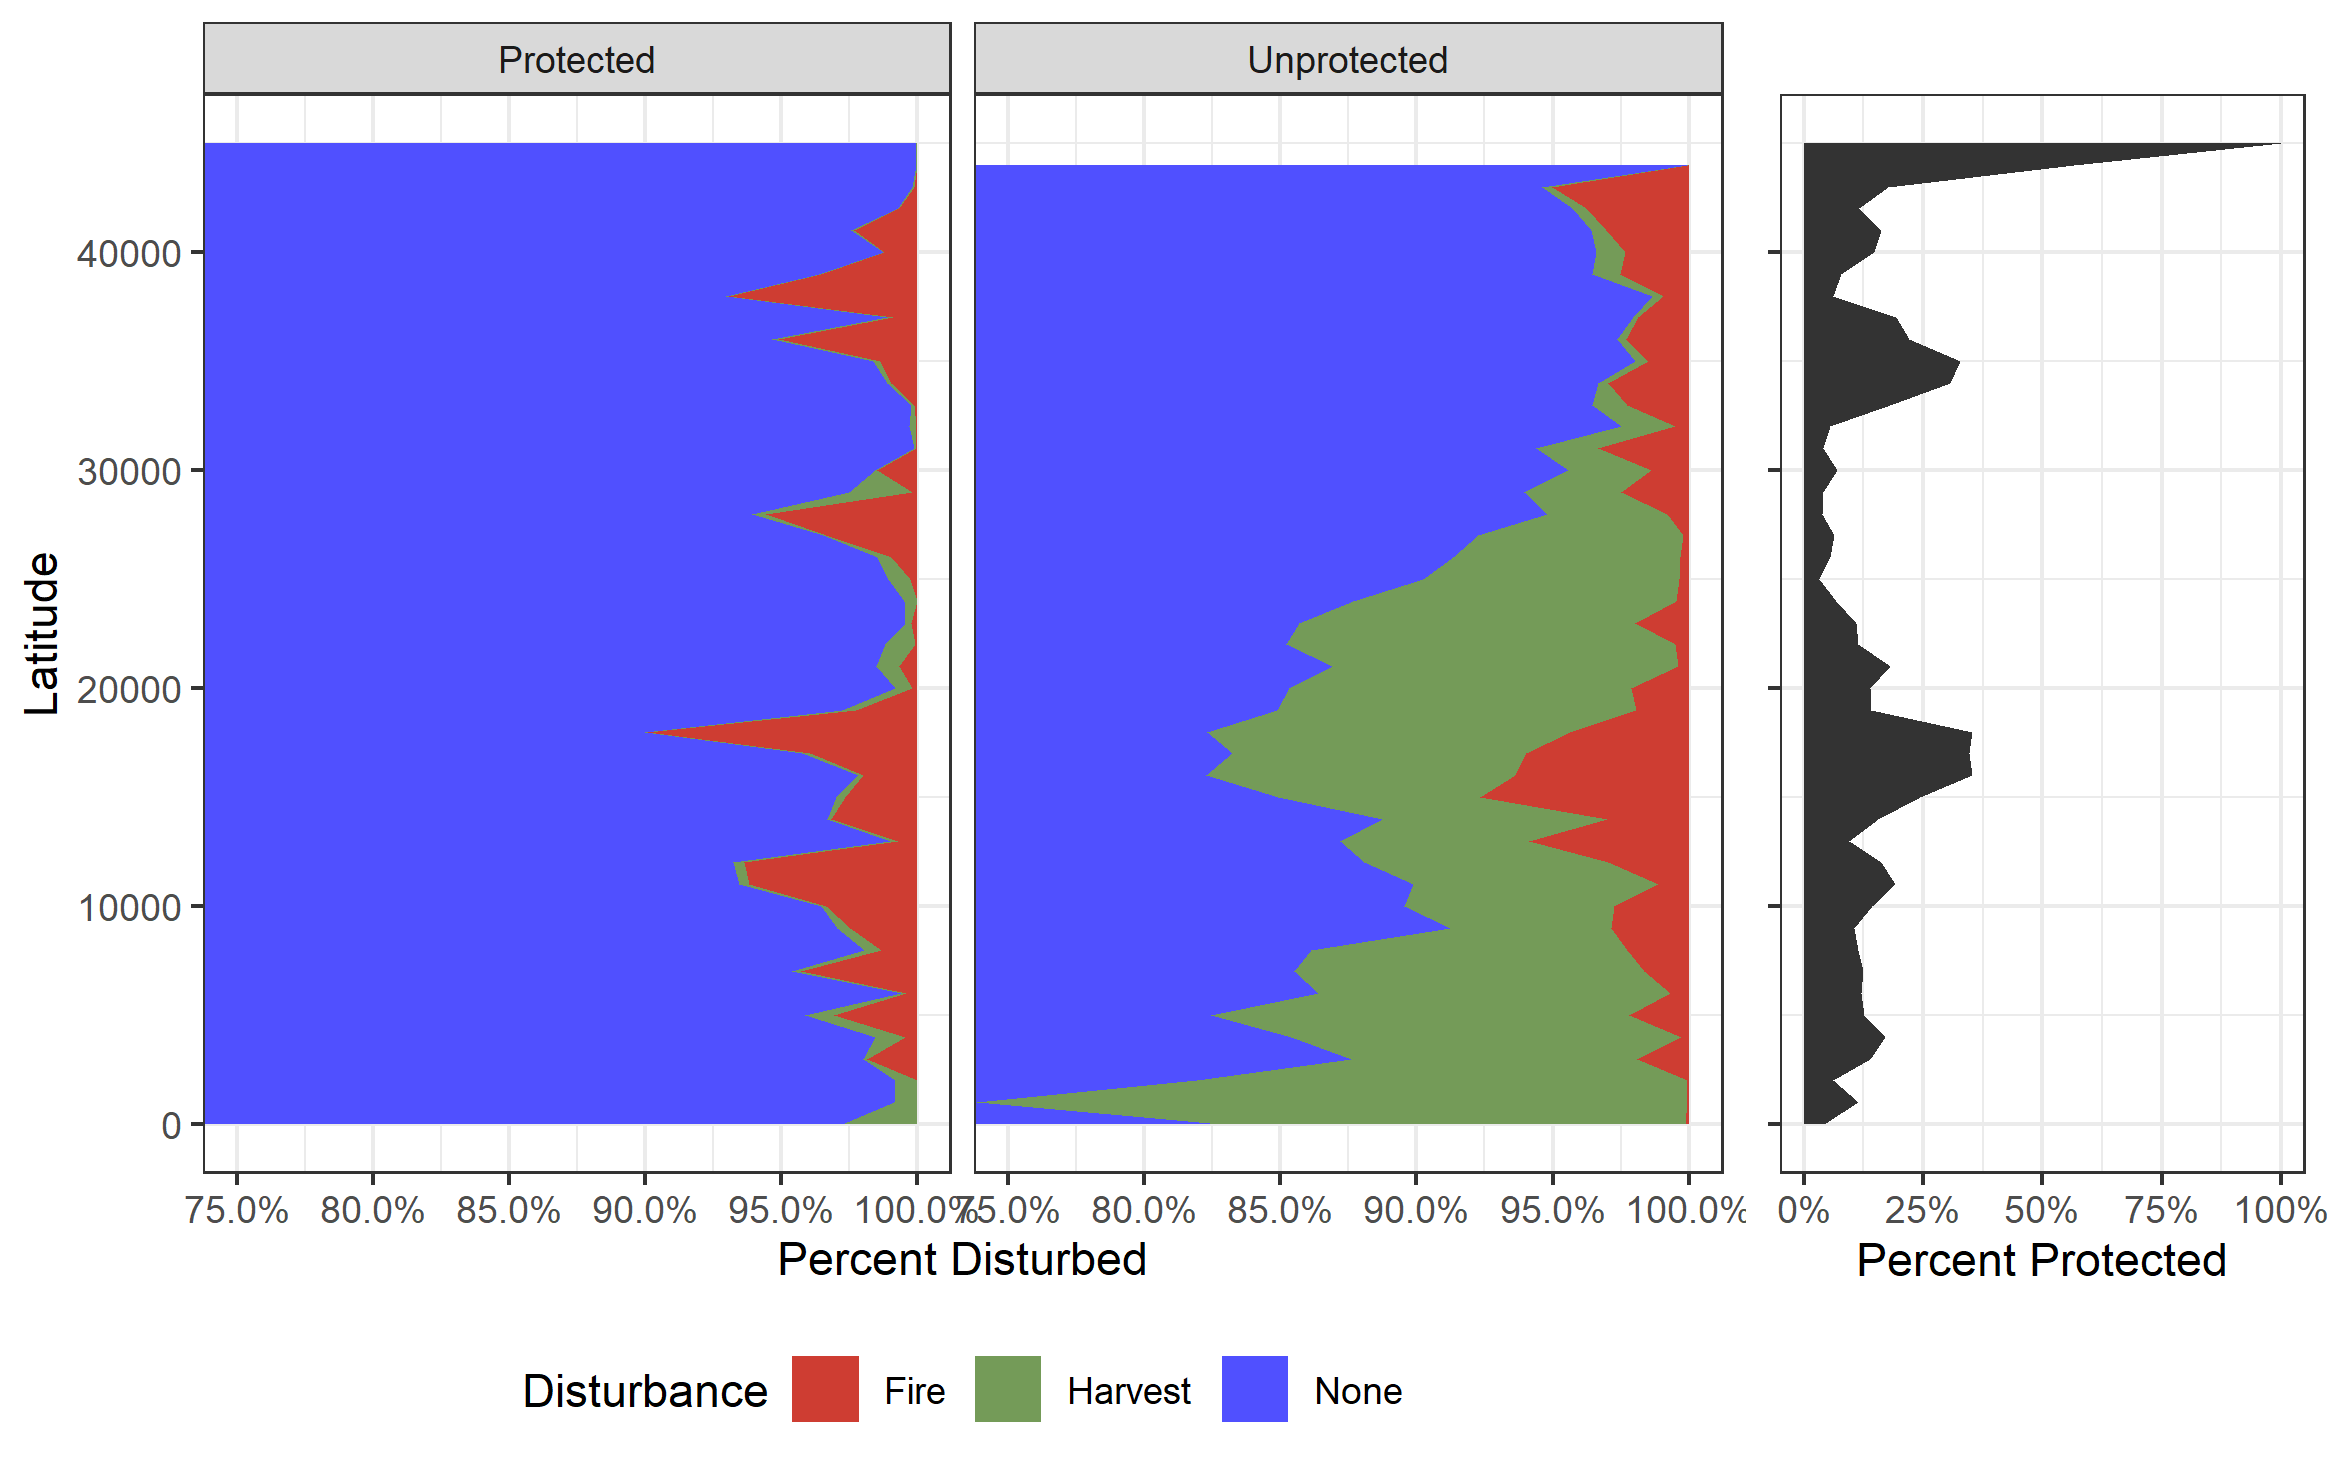 Protected Unprotected
40000
30000
20000
10000
0
Latitude
75.0% 80.0% 85.0% 90.0% 95.0% 100.0% 75.0% 80.0% 85.0% 90.0% 95.0% 100.0% 0% 25% 50% 75% 100%
Percent Disturbed Percent Protected
Disturbance Fire Harvest None